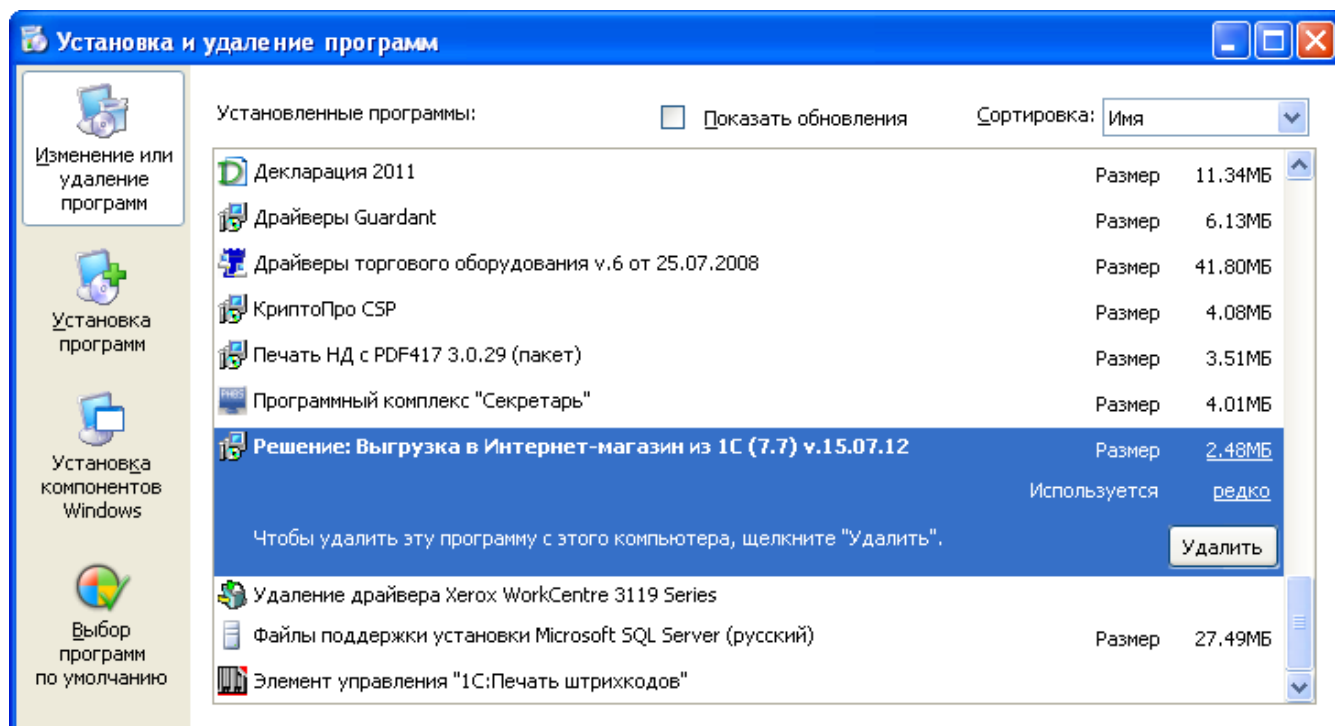 Установка и удаление программ
Изменение или
удаление
программ
Установка
программ
Установка
компонентов
Windows
Выбор
программ
по умолчанию
Установленные программы: Показать обновления Сортировка: Имя
Декларация 2011 Размер 11.34МБ
Драйверы Guardant Размер 6.13МБ
Драйверы торгового оборудования v.6 от 25.07.2008 Размер 41.80МБ
КриптоПро CSP Размер 4.08МБ
Печать НД с PDF417 3.0.29 (пакет) Размер 3.51МБ
Программный комплекс "Секретарь" Размер 4.01МБ
Решение: Выгрузка в Интернет-магазин из 1С (7.7) v.15.07.12 Размер 2.48МБ
Используется редко
Чтобы удалить эту программу с этого компьютера, щелкните "Удалить". Удалить
Удаление драйвера Xerox WorkCentre 3119 Series
Файлы поддержки установки Microsoft SQL Server (русский) Размер 27.49МБ
Элемент управления "1С:Печать штрихкодов"